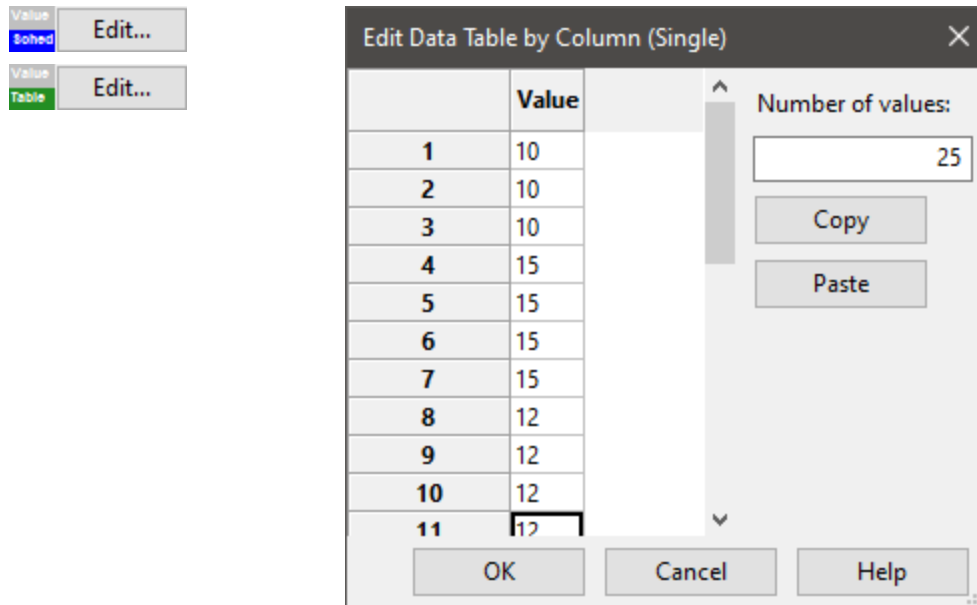 Value
Sched Edit...
Value
Table Edit...
Edit Data Table by Column (Single)
Value
Number of values:
25
1 10
2 10
3 10
4 15
5 15
6 15
7 15
8 12
9 12
10 12
11 12
Copy
Paste
OK Cancel Help